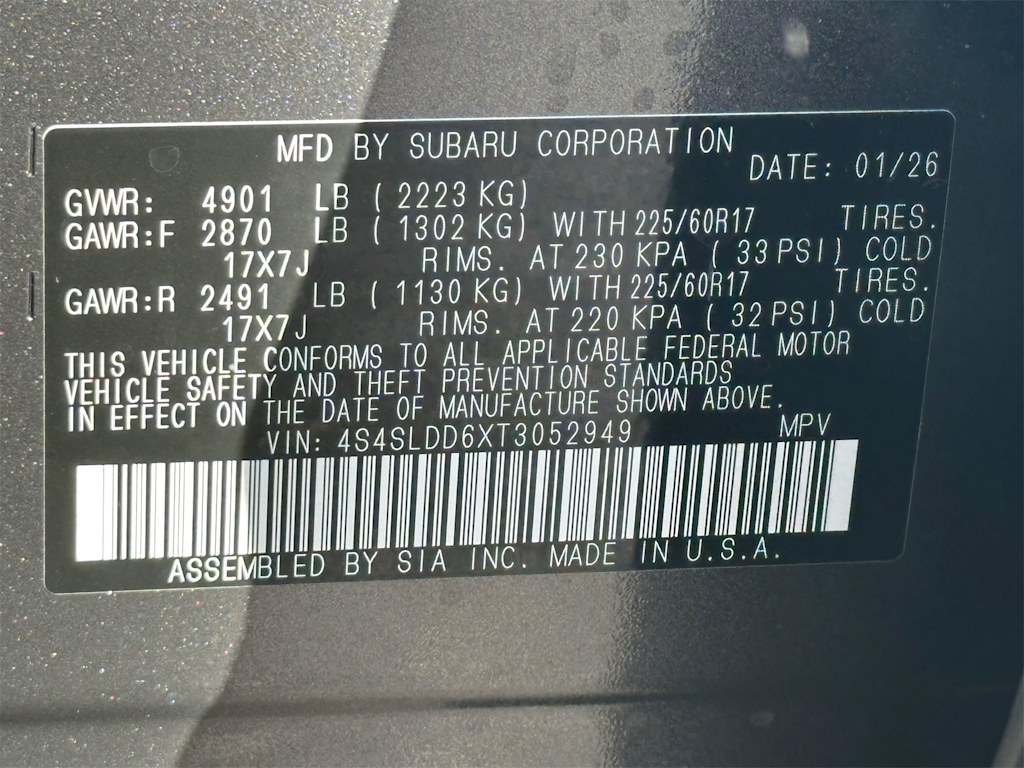 MFD BY SUBARU CORPORATION
DATE: 01/26
GVWR: 4901 LB ( 2223 KG)
GAWR:F 2870 LB ( 1302 KG) WITH 225/60R17 TIRES.
17X7J RIMS. AT 230 KPA ( 33 PSI) COLD
GAWR:R 2491 LB ( 1130 KG) WITH 225/60R17 TIRES.
17X7J RIMS. AT 220 KPA ( 32 PSI) COLD
THIS VEHICLE CONFORMS TO ALL APPLICABLE FEDERAL MOTOR
VEHICLE SAFETY AND THEFT PREVENTION STANDARDS
IN EFFECT ON THE DATE OF MANUFACTURE SHOWN ABOVE.
VIN: 4S4SLDD6XT3052949 MPV
ASSEMBLED BY SIA INC. MADE IN U.S.A.